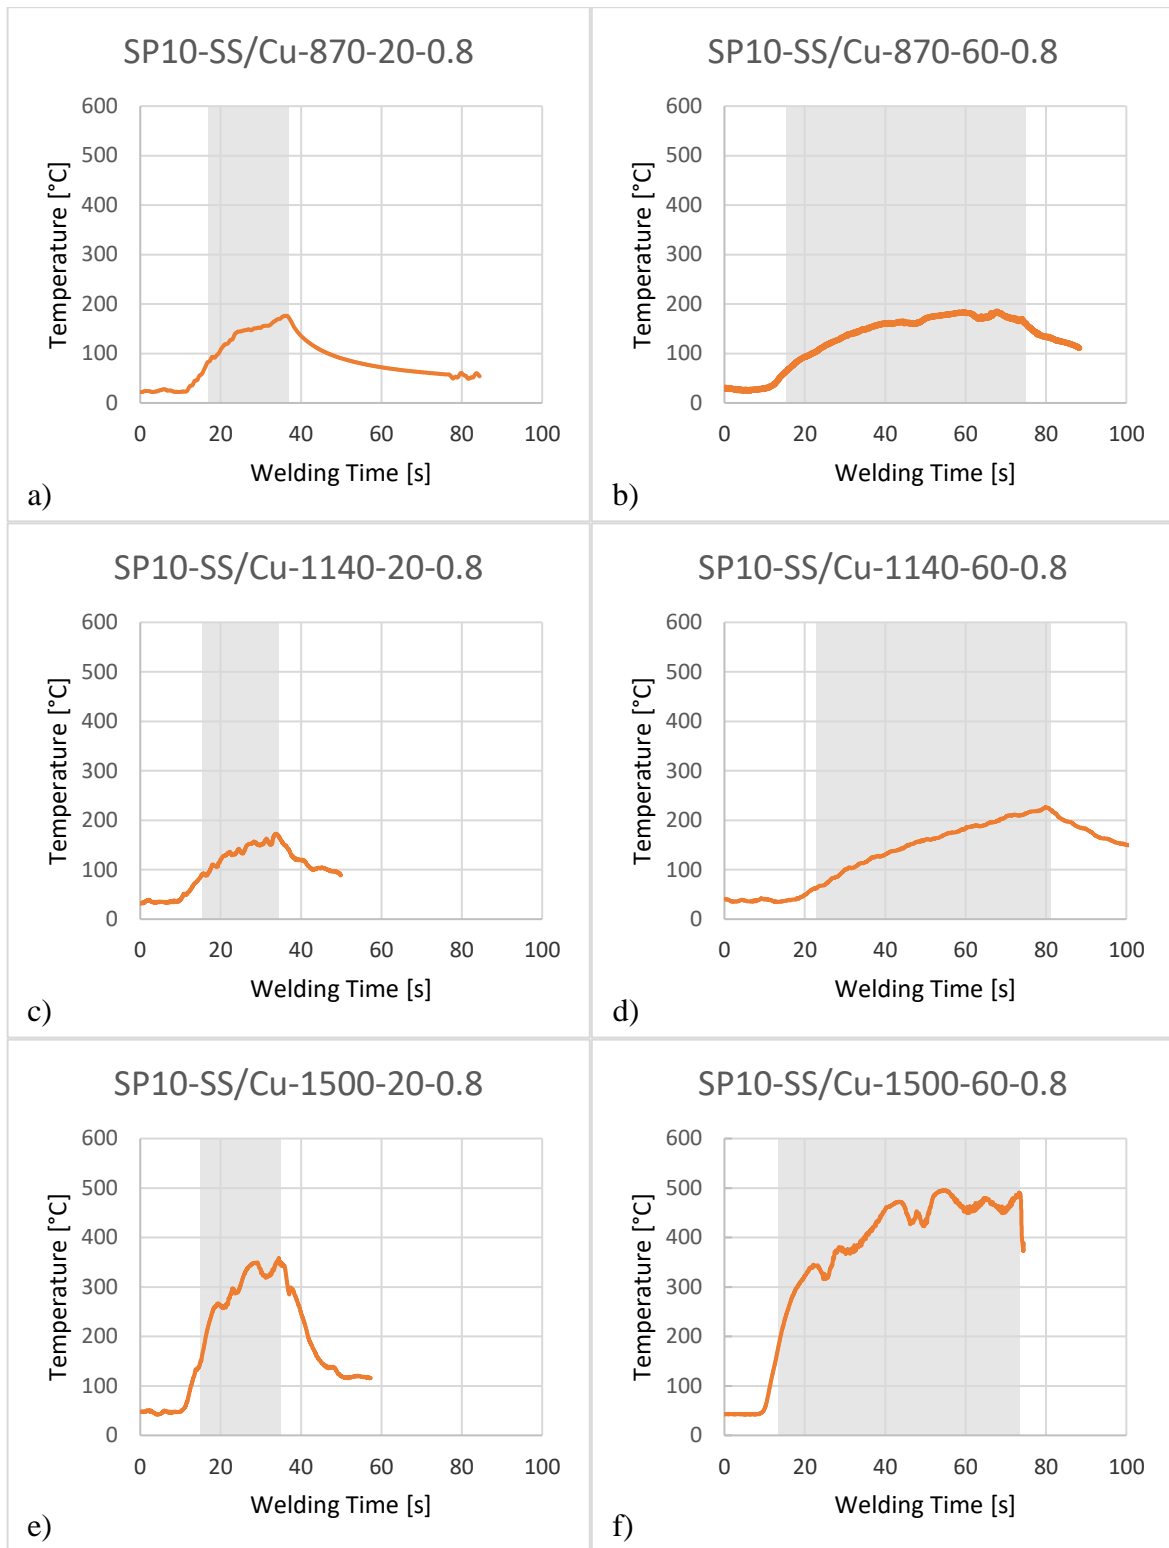 SP10-SS/Cu-870-20-0.8
600
500
400
300
200
100
0
Temperature [°C]
0 20 40 60 80 100
Welding Time [s]
a)
SP10-SS/Cu-870-60-0.8
600
500
400
300
200
100
0
Temperature [°C]
0 20 40 60 80 100
Welding Time [s]
b)
SP10-SS/Cu-1140-20-0.8
600
500
400
300
200
100
0
Temperature [°C]
0 20 40 60 80 100
Welding Time [s]
c)
SP10-SS/Cu-1140-60-0.8
600
500
400
300
200
100
0
Temperature [°C]
0 20 40 60 80 100
Welding Time [s]
d)
SP10-SS/Cu-1500-20-0.8
600
500
400
300
200
100
0
Temperature [°C]
0 20 40 60 80 100
Welding Time [s]
e)
SP10-SS/Cu-1500-60-0.8
600
500
400
300
200
100
0
Temperature [°C]
0 20 40 60 80 100
Welding Time [s]
f)